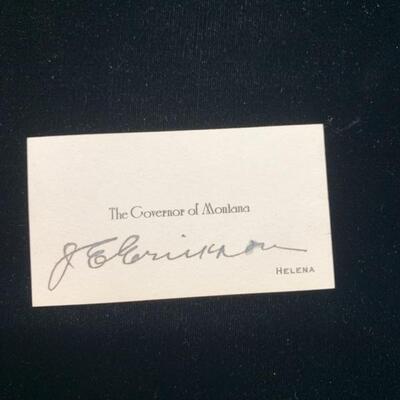 The Governor of Montana
J E Erickson
HELENA